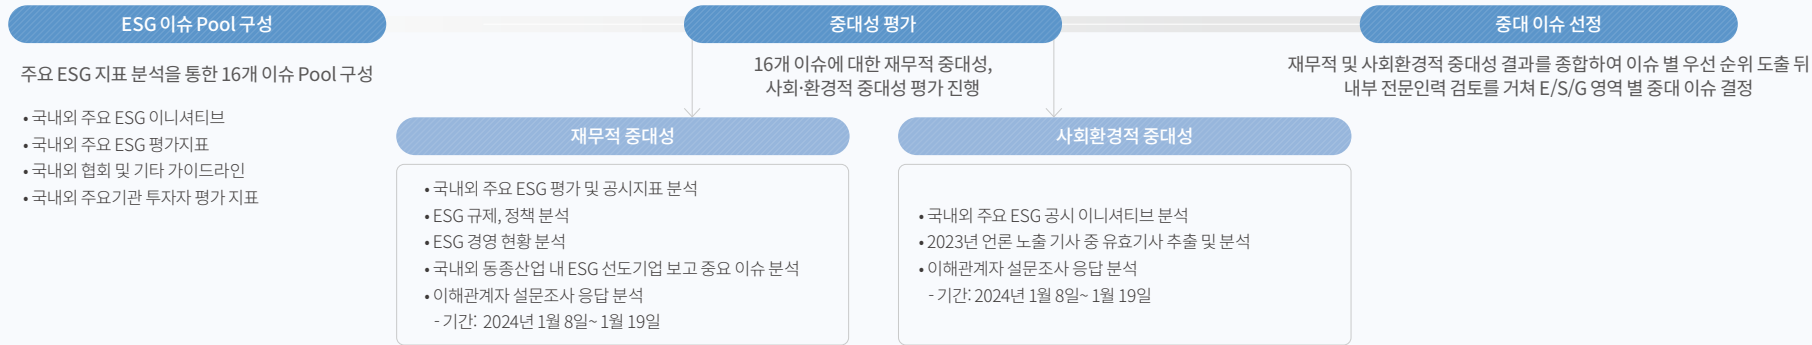 ESG 이슈 Pool 구성
주요 ESG 지표 분석을 통한 16개 이슈 Pool 구성
• 국내외 주요 ESG 이니셔티브
• 국내외 주요 ESG 평가지표
• 국내외 협회 및 기타 가이드라인
• 국내외 주요기관 투자자 평가 지표
중대성 평가
16개 이슈에 대한 재무적 중대성,
사회·환경적 중대성 평가 진행
재무적 중대성
• 국내외 주요 ESG 평가 및 공시지표 분석
• ESG 규제, 정책 분석
• ESG 경영 현황 분석
• 국내외 동종산업 내 ESG 선도기업 보고 중요 이슈 분석
• 이해관계자 설문조사 응답 분석
- 기간: 2024년 1월 8일~ 1월 19일
사회환경적 중대성
• 국내외 주요 ESG 공시 이니셔티브 분석
• 2023년 언론 노출 기사 중 유효기사 추출 및 분석
• 이해관계자 설문조사 응답 분석
- 기간: 2024년 1월 8일~ 1월 19일
중대 이슈 선정
재무적 및 사회환경적 중대성 결과를 종합하여 이슈 별 우선 순위 도출 뒤
내부 전문인력 검토를 거쳐 E/S/G 영역 별 중대 이슈 결정